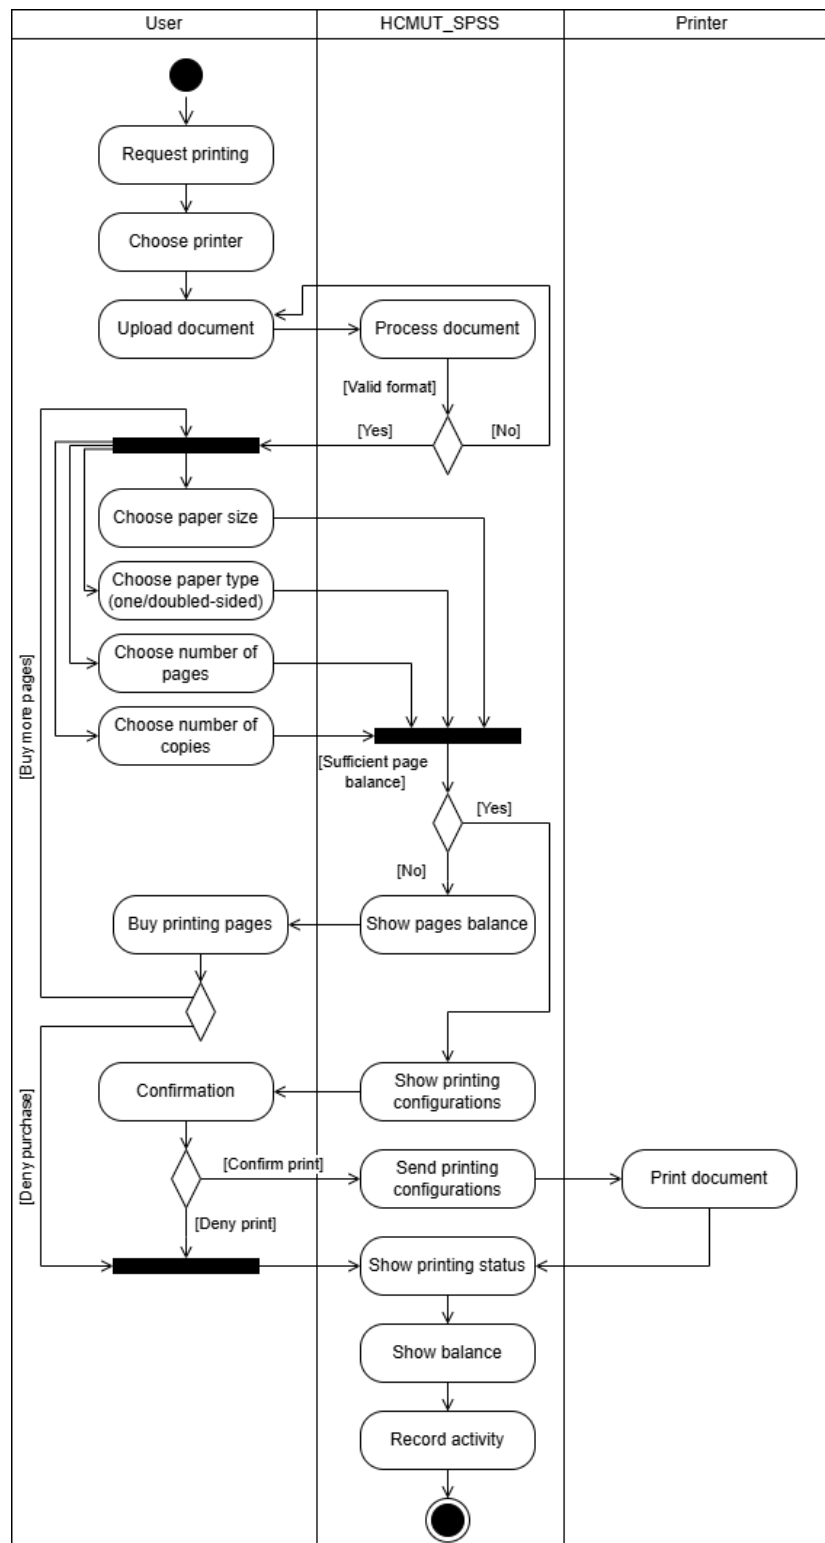 User
HCMUT_SPSS
Printer
Request printing
Choose printer
Upload document
Process document
[Valid format]
[Yes]
[No]
Choose paper size
Choose paper type
(one/doubled-sided)
Choose number of
pages
Choose number of
copies
[Buy more pages]
[Sufficient page
balance]
[Yes]
[No]
Buy printing pages
Show pages balance
[Deny purchase]
Confirmation
Show printing
configurations
[Confirm print]
Send printing
configurations
Print document
[Deny print]
Show printing status
Show balance
Record activity